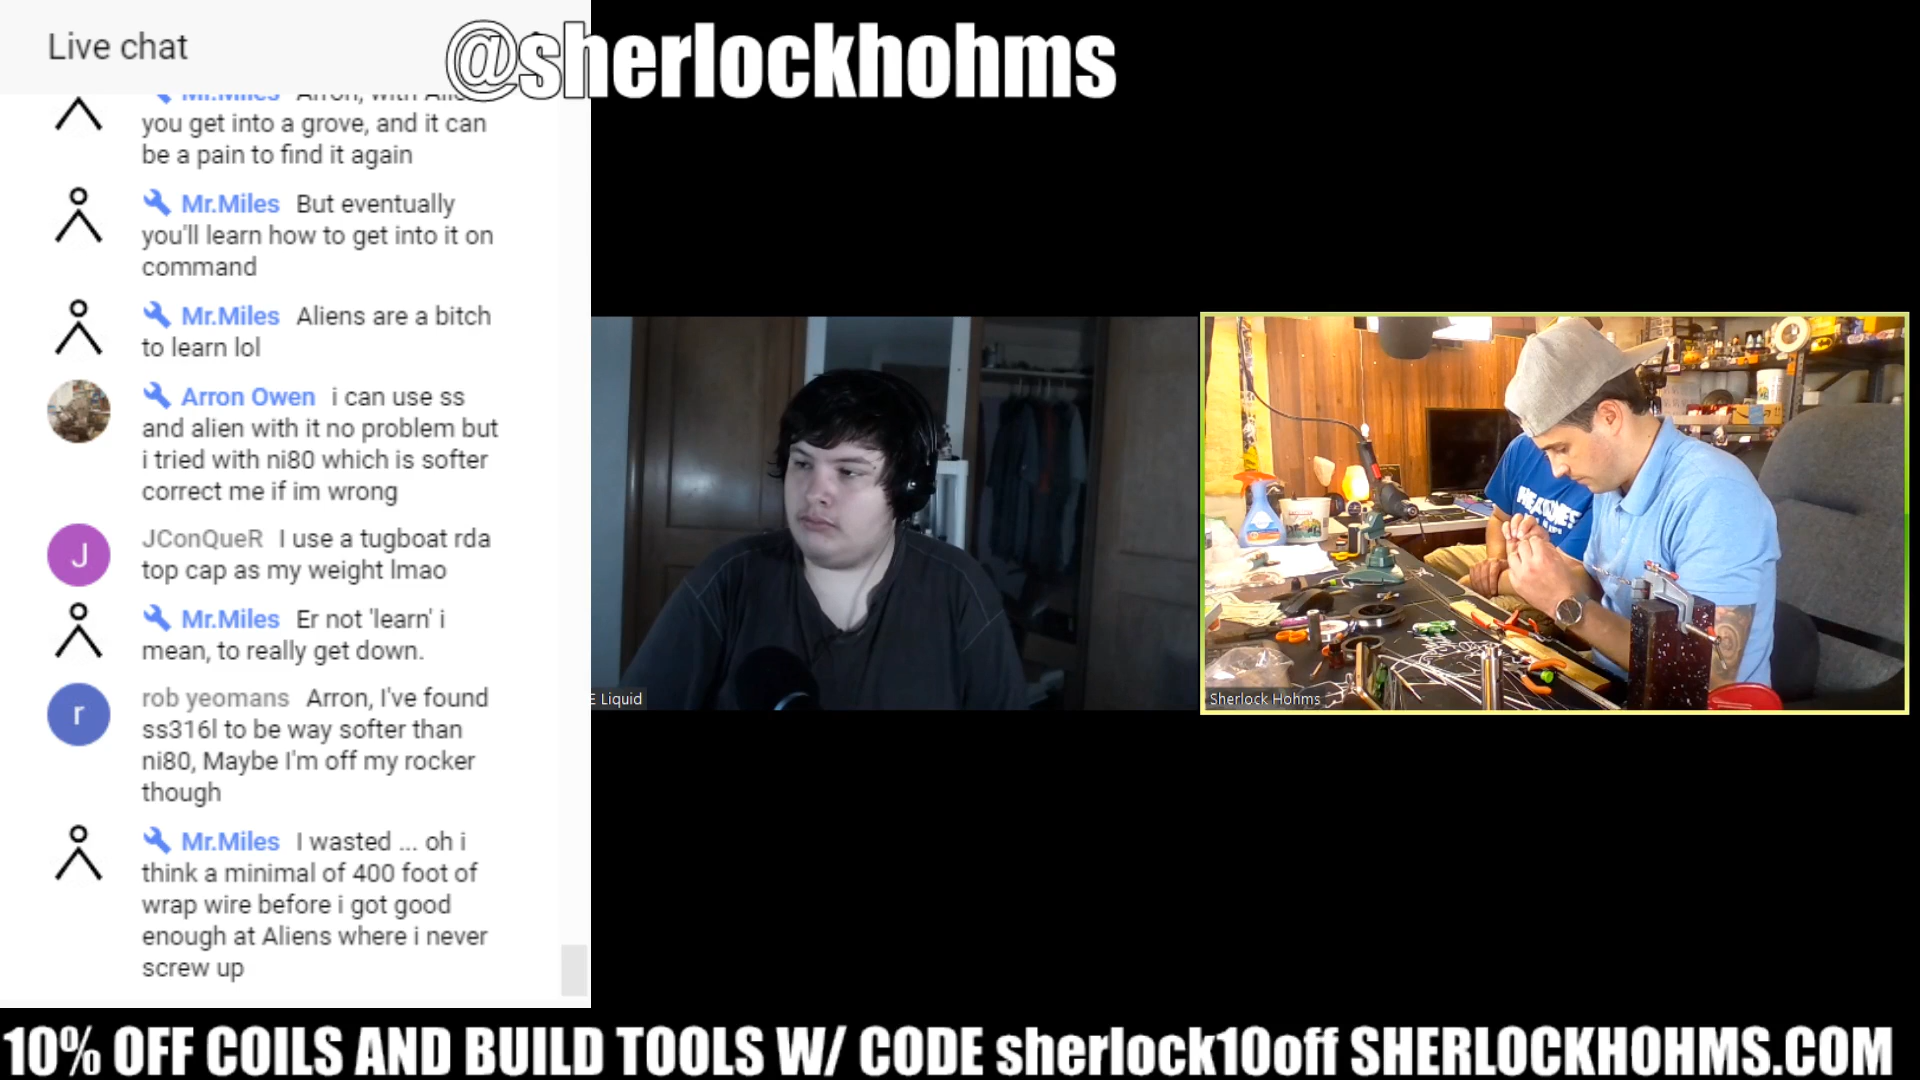 Live chat
@sherlockhohms
Mr.Miles Arron, with
you get into a grove, and it can
be a pain to find it again
Mr.Miles But eventually
you'll learn how to get into it on
command
Mr.Miles Aliens are a bitch
to learn lol
Arron Owen i can use ss
and alien with it no problem but
i tried with ni80 which is softer
correct me if im wrong
J
JConQueR I use a tugboat rda
top cap as my weight lmao
Mr.Miles Er not 'learn' i
mean, to really get down.
r
rob yeomans Arron, I've found
ss316l to be way softer than
ni80, Maybe I'm off my rocker
though
Mr.Miles I wasted ... oh i
think a minimal of 400 foot of
wrap wire before i got good
enough at Aliens where i never
screw up
E Liquid
Sherlock Hohms
10% OFF COILS AND BUILD TOOLS W/ CODE sherlock10off SHERLOCKHOHMS.COM